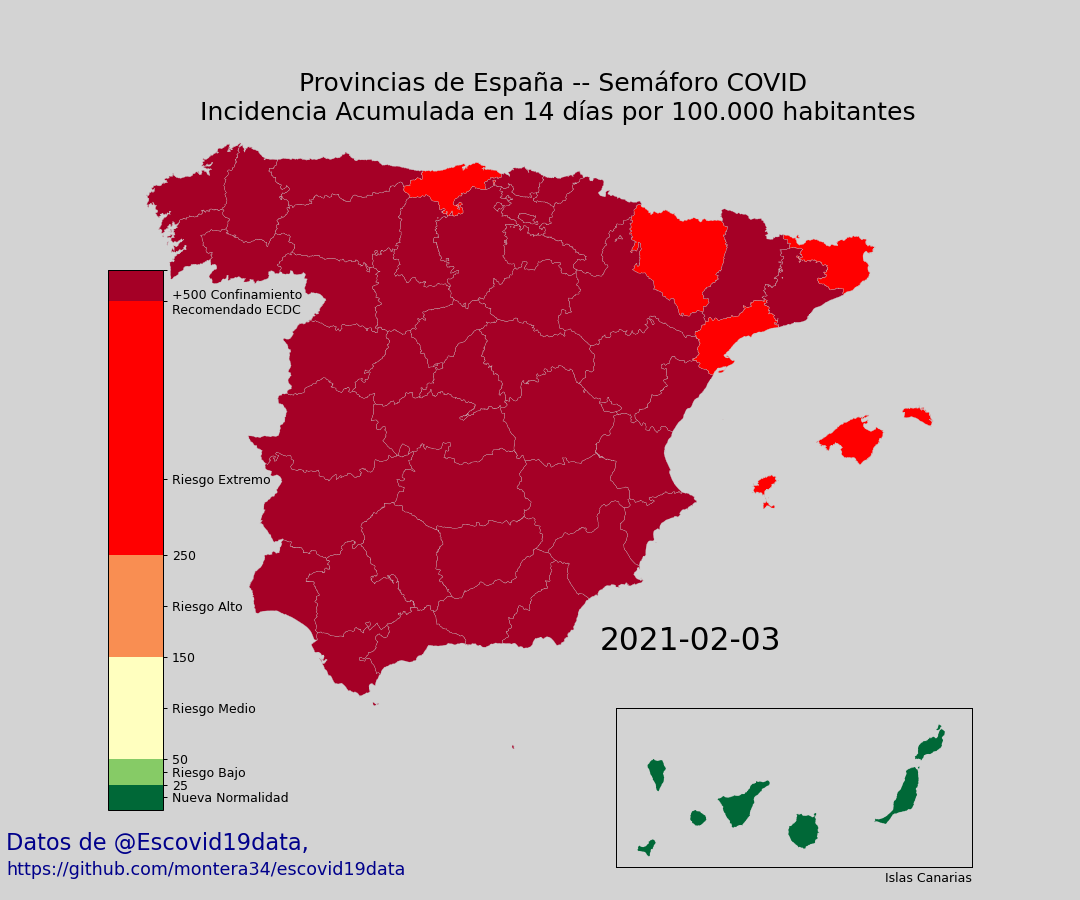 Provincias de España -- Semáforo COVID
Incidencia Acumulada en 14 días por 100.000 habitantes
+500 Confinamiento
Recomendado ECDC
Riesgo Extremo
250
Riesgo Alto
150
Riesgo Medio
50
Riesgo Bajo
25
Nueva Normalidad
2021-02-03
Islas Canarias
Datos de @Escovid19data,
https://github.com/montera34/escovid19data